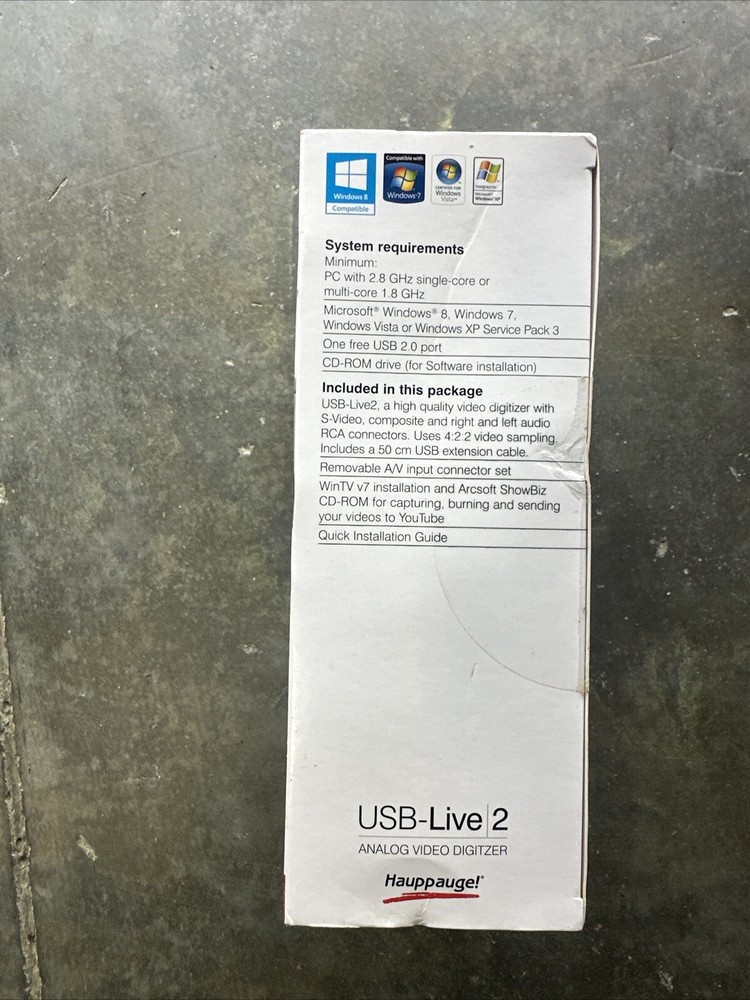 Windows 8
Compatible
Compatible with
Windows 7
CERTIFIED FOR
Windows
Vista™
Designed for
Microsoft®
Windows® XP
System requirements
Minimum:
PC with 2.8 GHz single-core or
multi-core 1.8 GHz
Microsoft® Windows® 8, Windows 7,
Windows Vista or Windows XP Service Pack 3
One free USB 2.0 port
CD-ROM drive (for Software installation)
Included in this package
USB-Live2, a high quality video digitizer with
S-Video, composite and right and left audio
RCA connectors. Uses 4:2:2 video sampling.
Includes a 50 cm USB extension cable.
Removable A/V input connector set
WinTV v7 installation and Arcsoft ShowBiz
CD-ROM for capturing, burning and sending
your videos to YouTube
Quick Installation Guide
USB-Live 2
ANALOG VIDEO DIGITZER
Hauppauge!®